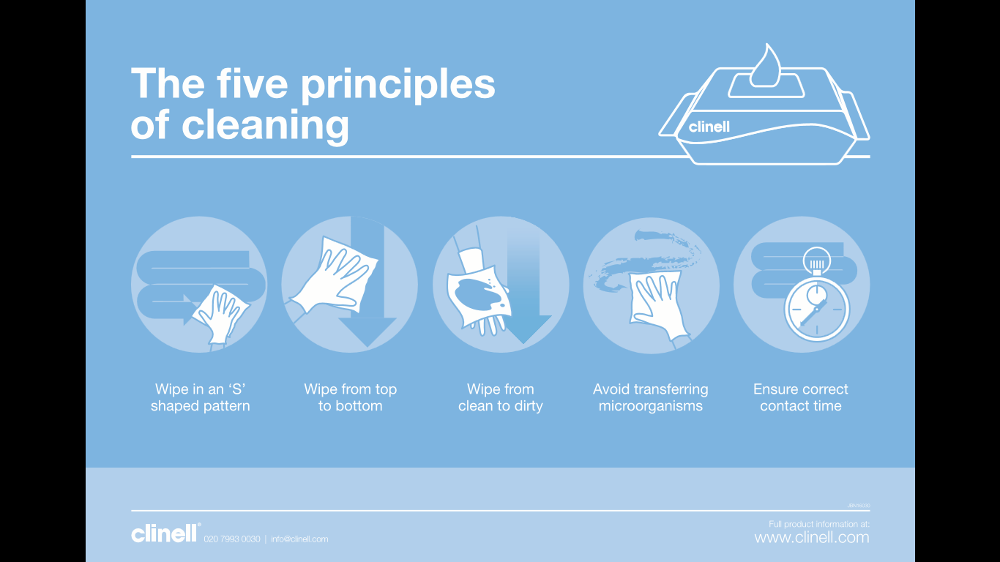 The five principles
of cleaning
clinell
Wipe in an ‘S’
shaped pattern
Wipe from top
to bottom
Wipe from
clean to dirty
Avoid transferring
microorganisms
Ensure correct
contact time
clinell®
020 7993 0030 | info@clinell.com
Full product information at:
www.clinell.com